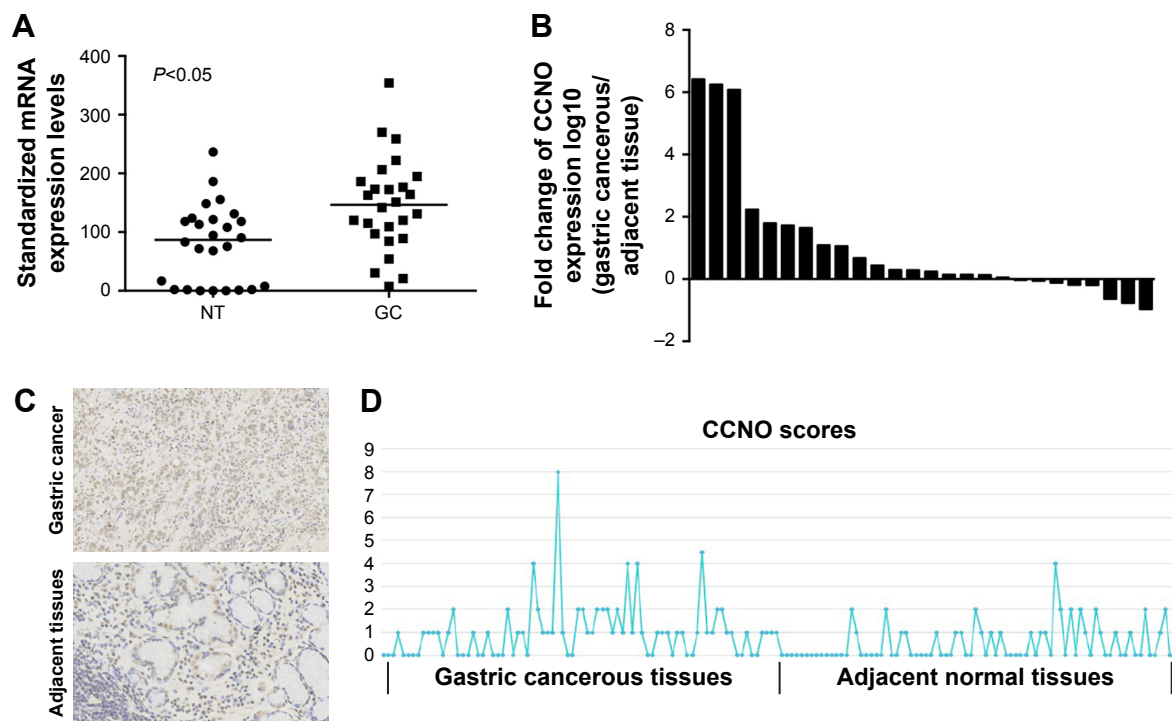 A
Standardized mRNA
expression levels
400
300
200
100
0
P<0.05
NT
GC
B
Fold change of CCNO
expression log10
(gastric cancerous/
adjacent tissue)
8
6
4
2
0
–2
C
Gastric cancer
Adjacent tissues
D
CCNO scores
9
8
7
6
5
4
3
2
1
0
Gastric cancerous tissues
Adjacent normal tissues